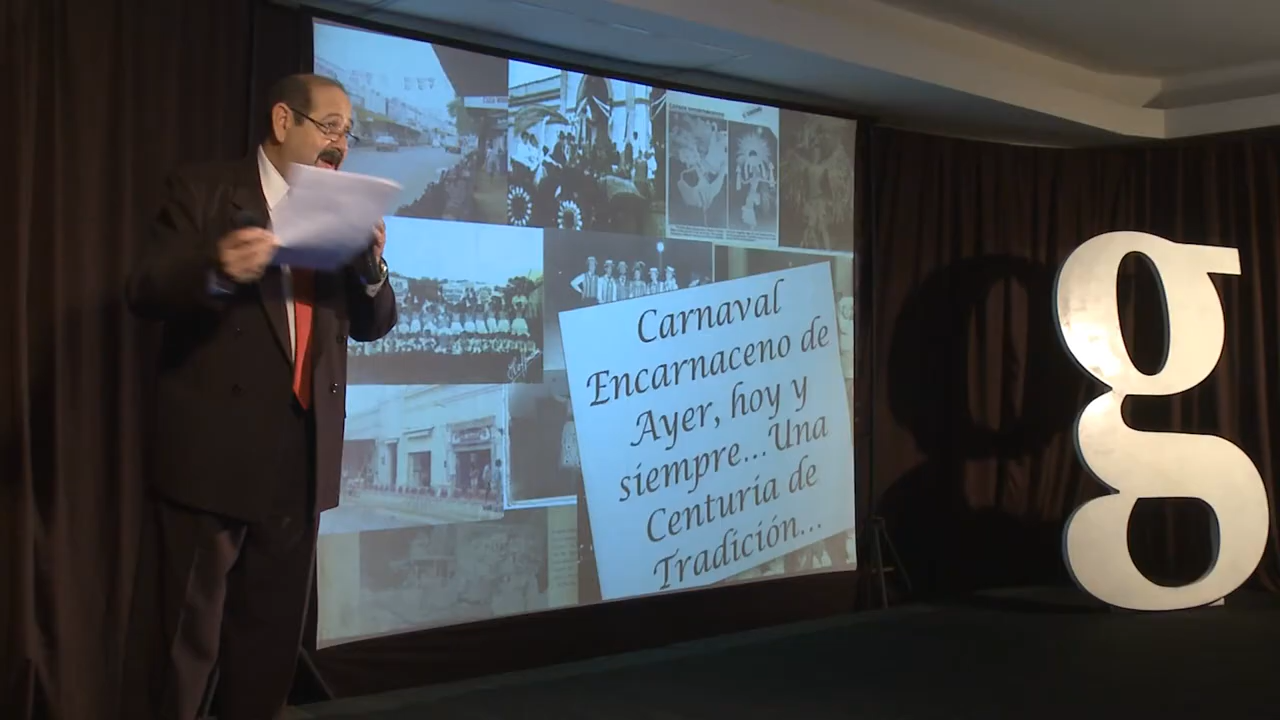 Carnaval
Encarnaceno de
Ayer, hoy y
siempre...Una
Centuria de
Tradición...
g